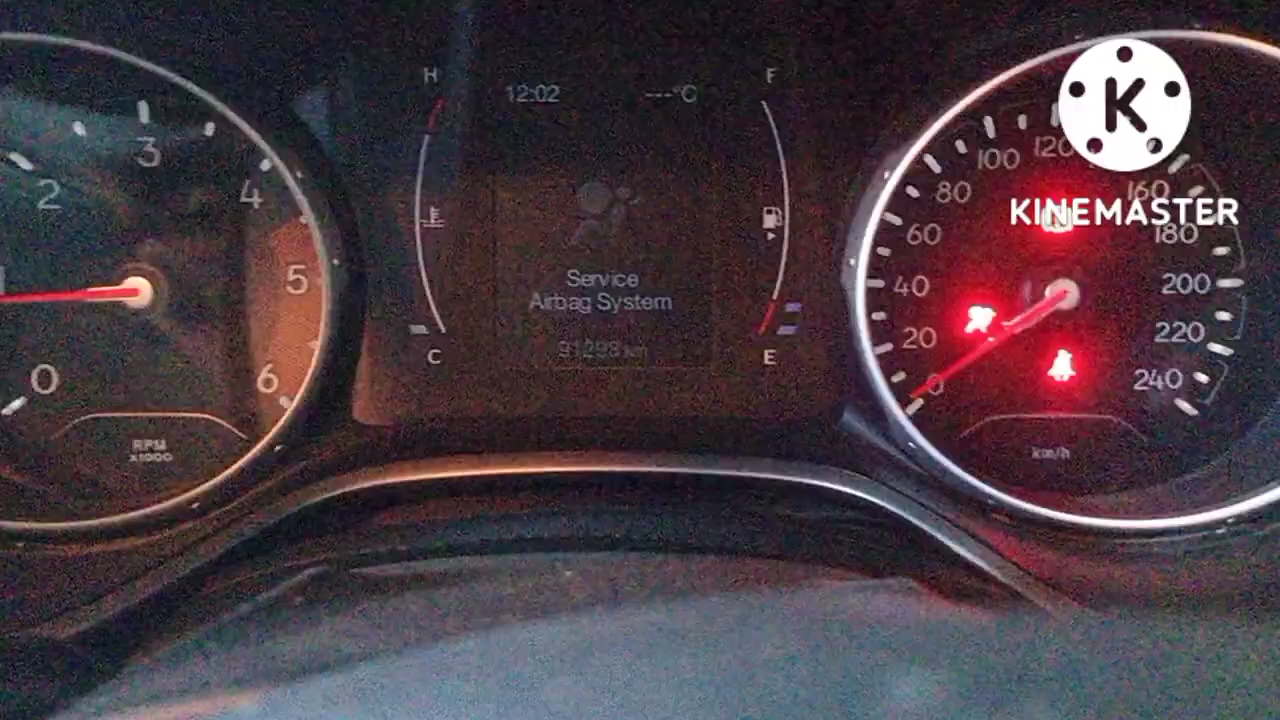 H
12:02
---°C
F
3
2
4
1
5
0
6
RPM
x1000
C
Service
Airbag System
91298 km
E
0
20
40
60
80
100
120
160
180
200
220
240
km/h
K
KINEMASTER